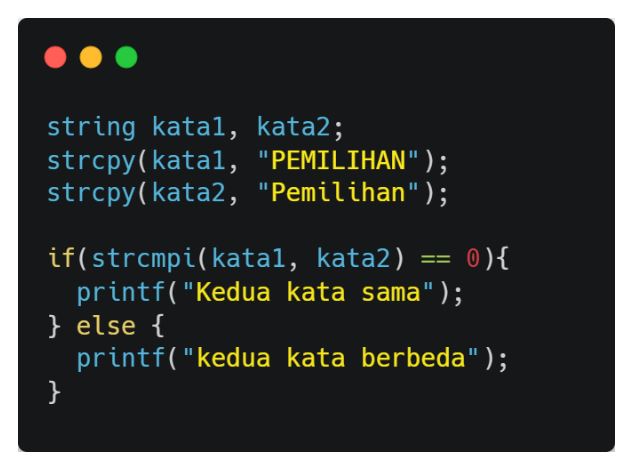 string kata1, kata2;
strcpy(kata1, "PEMILIHAN");
strcpy(kata2, "Pemilihan");

if(strcmpi(kata1, kata2) == 0){
  printf("Kedua kata sama");
} else {
  printf("kedua kata berbeda");
}